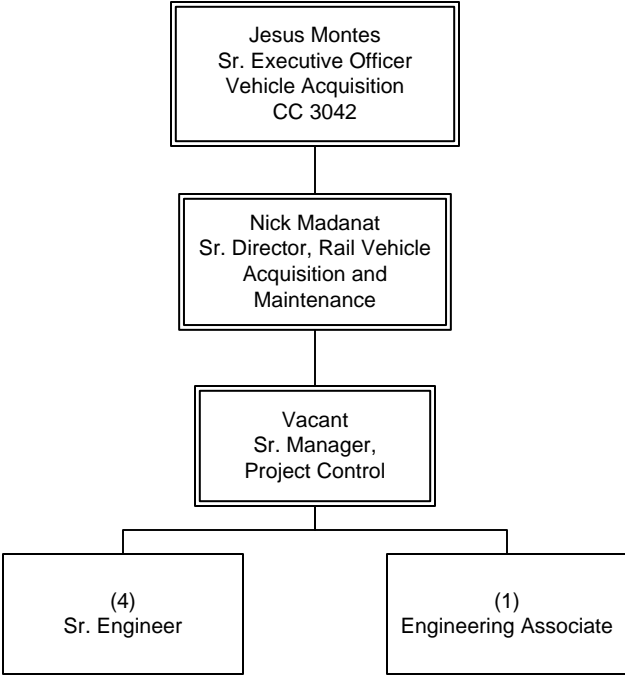 Jesus Montes
Sr. Executive Officer
Vehicle Acquisition
CC 3042
Nick Madanat
Sr. Director, Rail Vehicle
Acquisition and
Maintenance
Vacant
Sr. Manager,
Project Control
(4)
Sr. Engineer
(1)
Engineering Associate